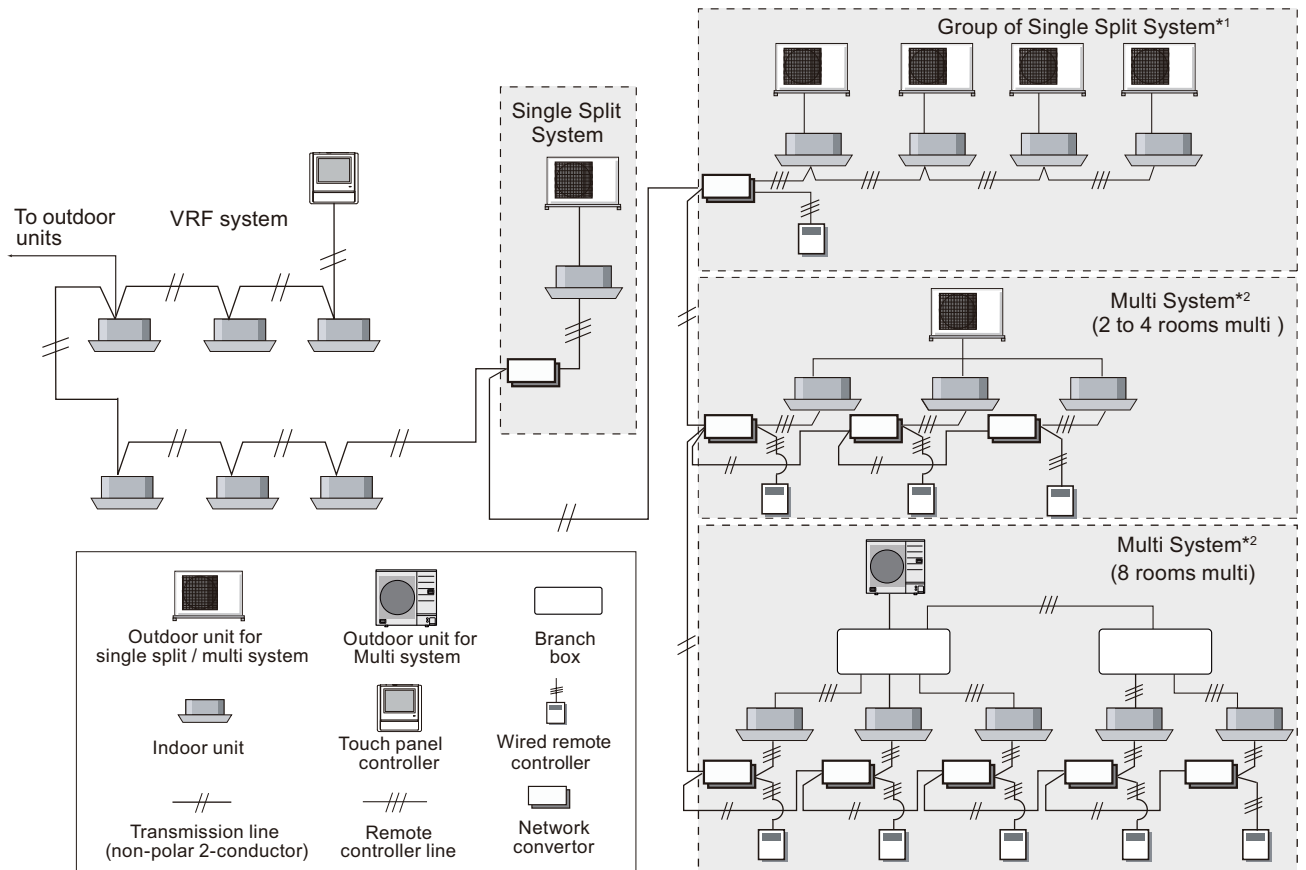 Group of Single Split System*1
Single Split
System
To outdoor
units
VRF system
Multi System*2
(2 to 4 rooms multi )
Multi System*2
(8 rooms multi)
Outdoor unit for
single split / multi system
Outdoor unit for
Multi system
Branch
box
Indoor unit
Touch panel
controller
Wired remote
controller
Transmission line
(non-polar 2-conductor)
Remote
controller line
Network
convertor